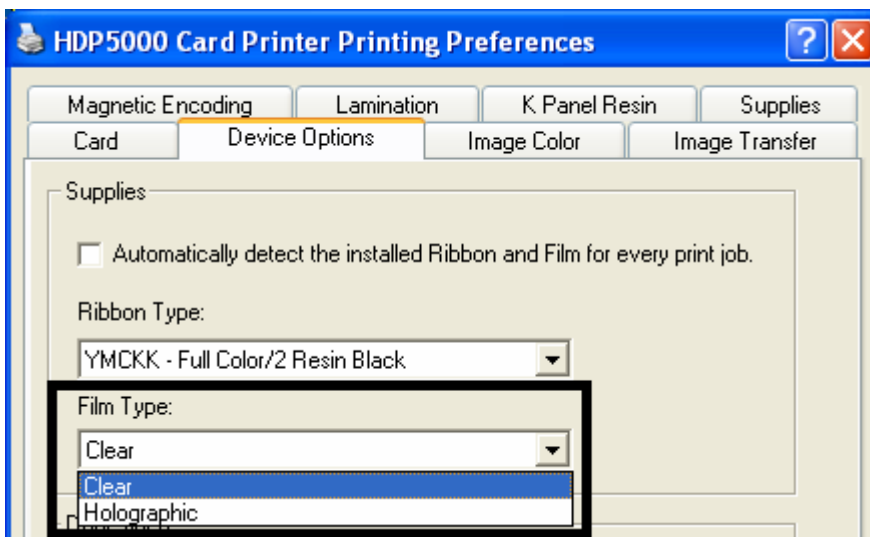 HDP5000 Card Printer Printing Preferences
Magnetic Encoding Lamination K Panel Resin Supplies
Card Device Options Image Color Image Transfer
Supplies
Automatically detect the installed Ribbon and Film for every print job.
Ribbon Type:
YMCKK - Full Color/2 Resin Black
Film Type:
Clear
Clear
Holographic